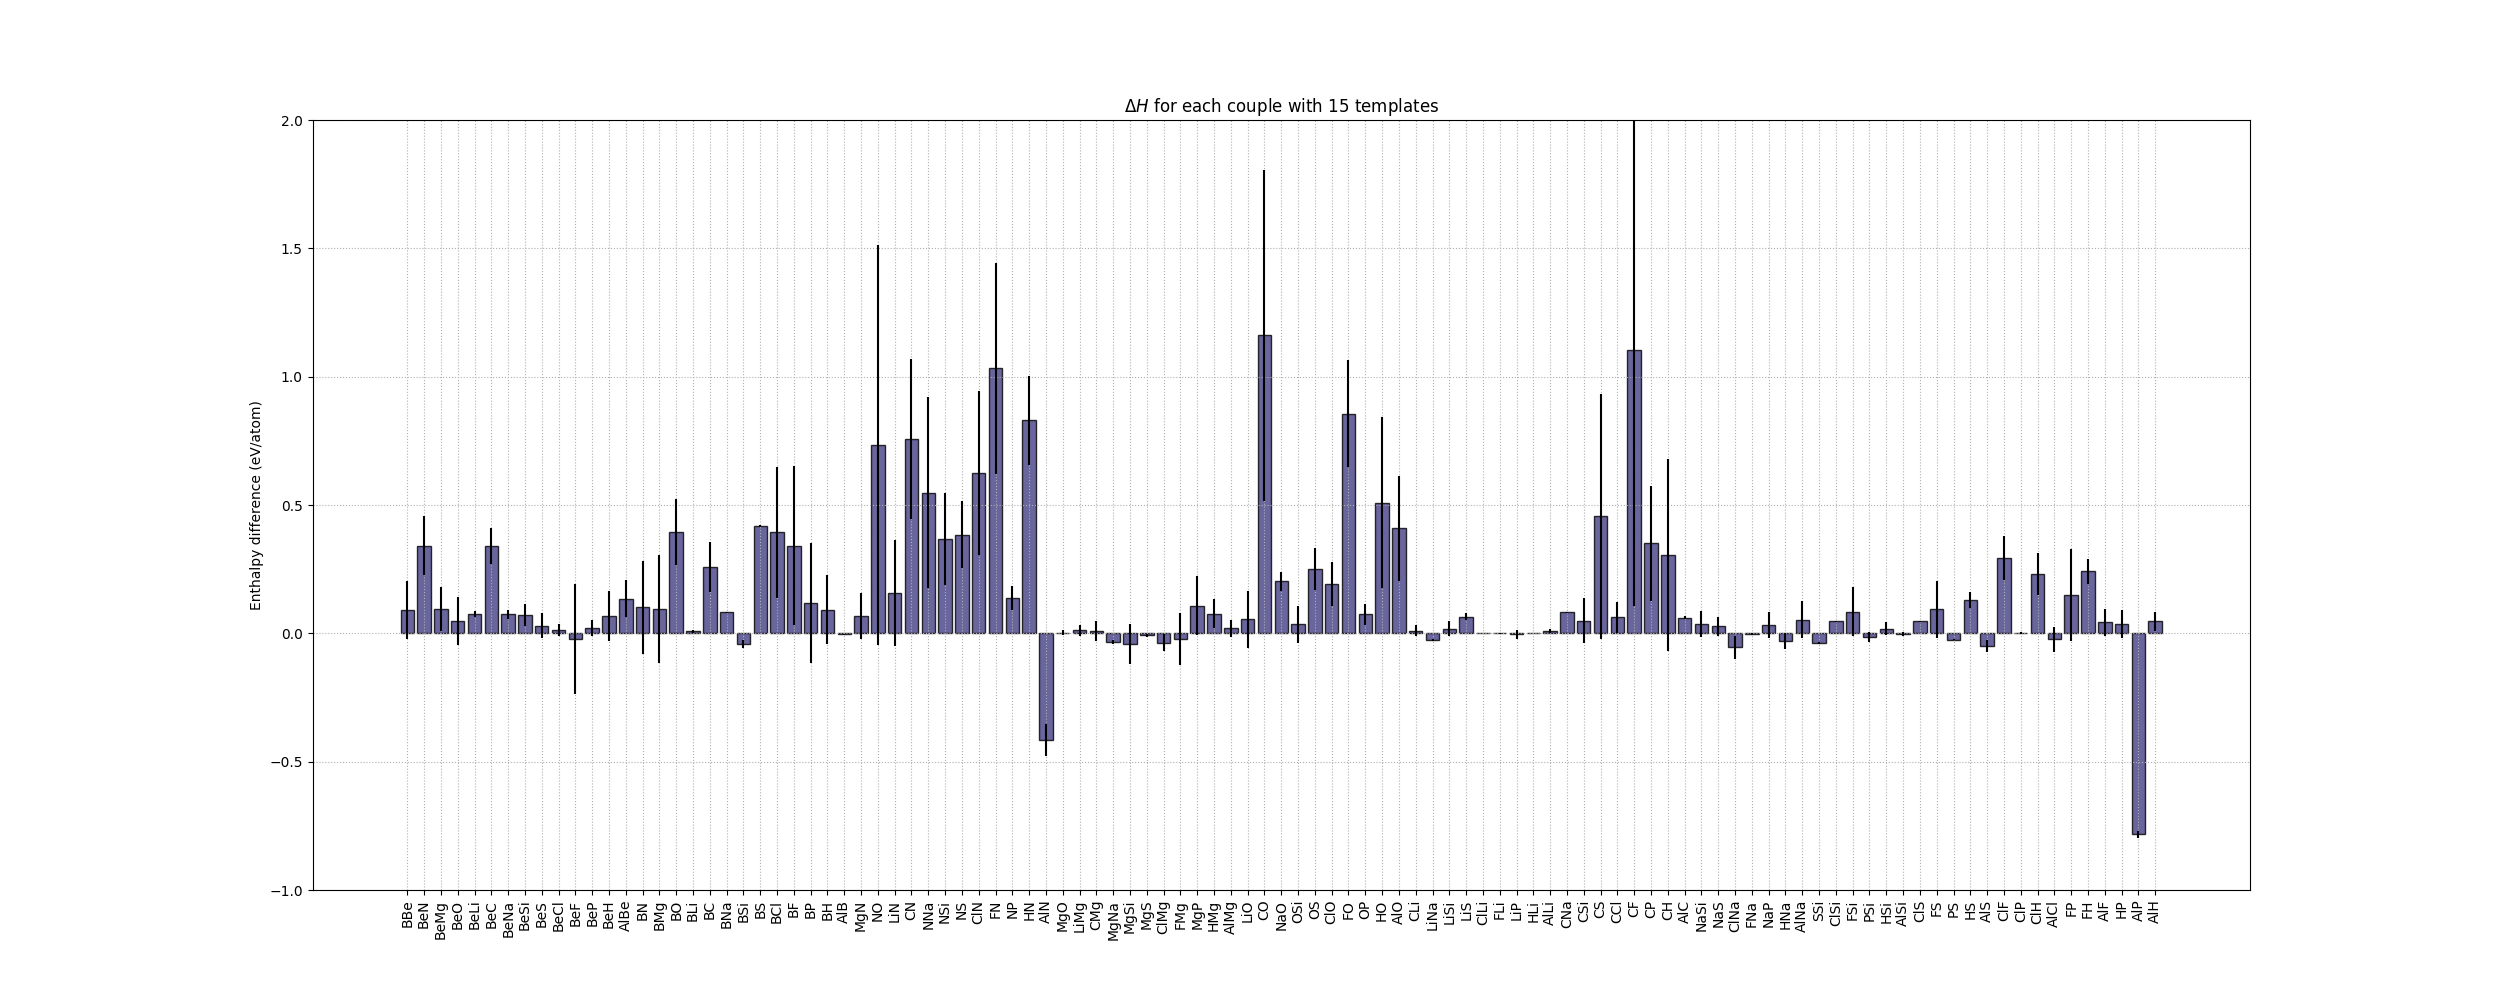 ΔH for each couple with 15 templates
Enthalpy difference (eV/atom)
2.0
1.5
1.0
0.5
0.0
−0.5
−1.0
BBe
BeN
BeMg
BeO
BeLi
BeC
BeNa
BeSi
BeS
BeCl
BeF
BeP
BeH
AlBe
BN
BMg
BO
BLi
BC
BNa
BSi
BS
BCl
BF
BP
BH
AlB
MgN
NO
LiN
CN
NNa
NSi
NS
ClN
FN
NP
HN
AlN
MgO
LiMg
CMg
MgNa
MgSi
MgS
ClMg
FMg
MgP
HMg
AlMg
LiO
CO
NaO
OSi
OS
ClO
FO
OP
HO
AlO
CLi
LiNa
LiSi
LiS
ClLi
FLi
LiP
HLi
AlLi
CNa
CSi
CS
CCl
CF
CP
CH
AlC
NaSi
NaS
ClNa
FNa
NaP
HNa
AlNa
SSi
ClSi
FSi
PSi
HSi
AlSi
ClS
FS
PS
HS
AlS
ClF
ClP
ClH
AlCl
FP
FH
AlF
HP
AlP
AlH